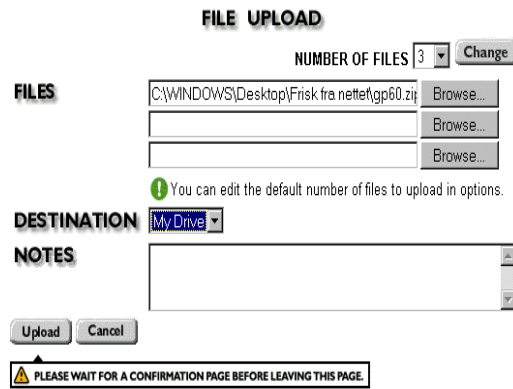 FILE UPLOAD
NUMBER OF FILES 3 Change
FILES C:\WINDOWS\Desktop\Frisk fra nettet\gp60.zip Browse...
Browse...
Browse...
You can edit the default number of files to upload in options.
DESTINATION My Drive
NOTES
Upload Cancel
PLEASE WAIT FOR A CONFIRMATION PAGE BEFORE LEAVING THIS PAGE.